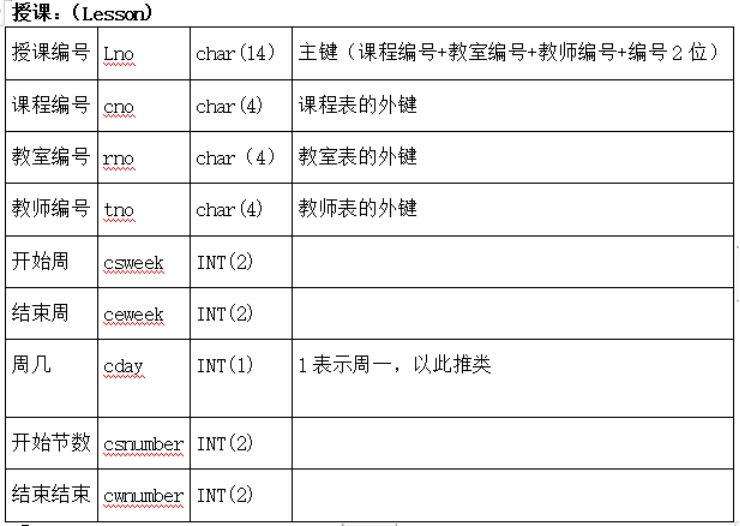 授课：(Lesson)
授课编号 Lno char(14) 主键（课程编号+教室编号+教师编号+编号2位）
课程编号 cno char(4) 课程表的外键
教室编号 rno char（4） 教室表的外键
教师编号 tno char(4) 教师表的外键
开始周 csweek INT(2)
结束周 ceweek INT(2)
周几 cday INT(1) 1表示周一，以此推类
开始节数 csnumber INT(2)
结束结束 cwnumber INT(2)